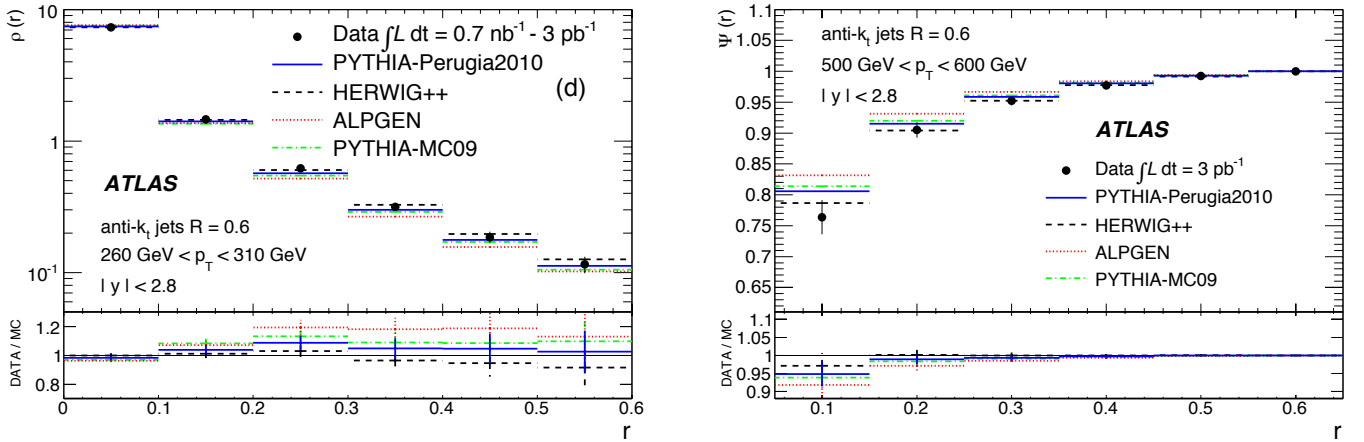 ρ (r)
10
1
10⁻¹
Data ∫L dt = 0.7 nb⁻¹ - 3 pb⁻¹
PYTHIA-Perugia2010
HERWIG++
ALPGEN
PYTHIA-MC09
(d)
ATLAS
anti-kₜ jets R = 0.6
260 GeV < p_T < 310 GeV
| y | < 2.8
DATA / MC
1.2
1
0.8
0 0.1 0.2 0.3 0.4 0.5 0.6
r
Ψ (r)
1.1
1.05
1
0.95
0.9
0.85
0.8
0.75
0.7
0.65
anti-kₜ jets R = 0.6
500 GeV < p_T < 600 GeV
| y | < 2.8
ATLAS
Data ∫L dt = 3 pb⁻¹
PYTHIA-Perugia2010
HERWIG++
ALPGEN
PYTHIA-MC09
DATA / MC
1.1
1.05
1
0.95
0.9
0.1 0.2 0.3 0.4 0.5 0.6
r